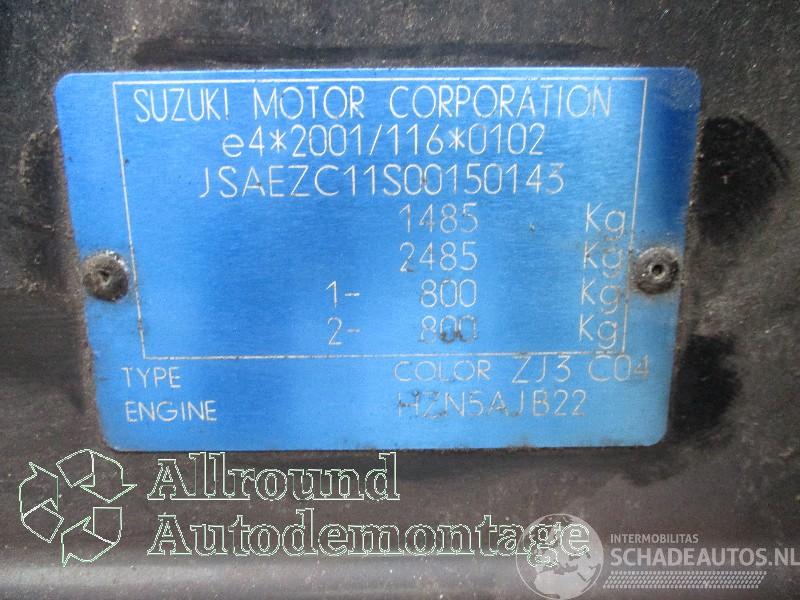 SUZUKI MOTOR CORPORATION
e4*2001/116*0102
JSAEZC11S00150143
1485 Kg
2485 Kg
1- 800 Kg
2- 800 Kg
TYPE COLOR ZJ3 C04
ENGINE HZN5AJB22
Allround
Autodemontage
INTERMOBILITAS
SCHADEAUTOS.NL